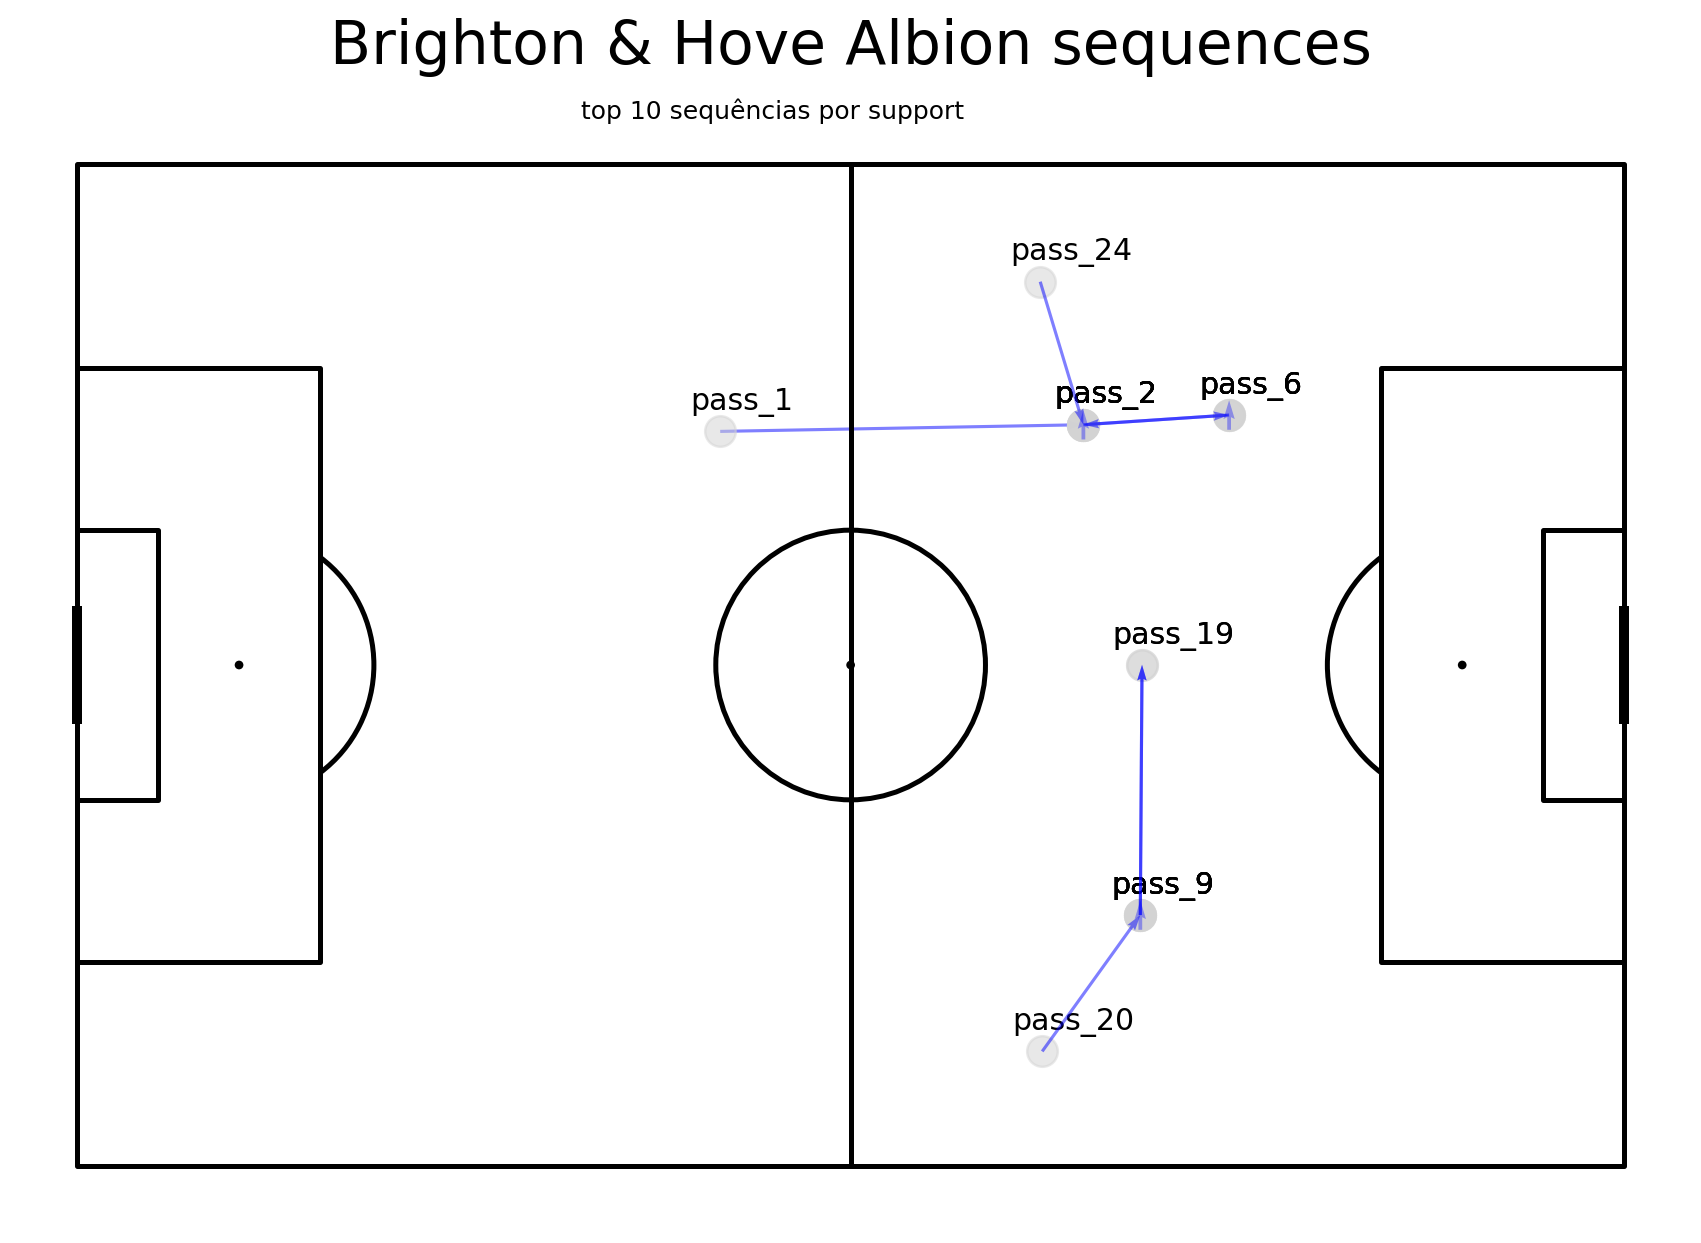 Brighton & Hove Albion sequences
top 10 sequências por support
pass_24
pass_1
pass_2
pass_6
pass_19
pass_9
pass_20